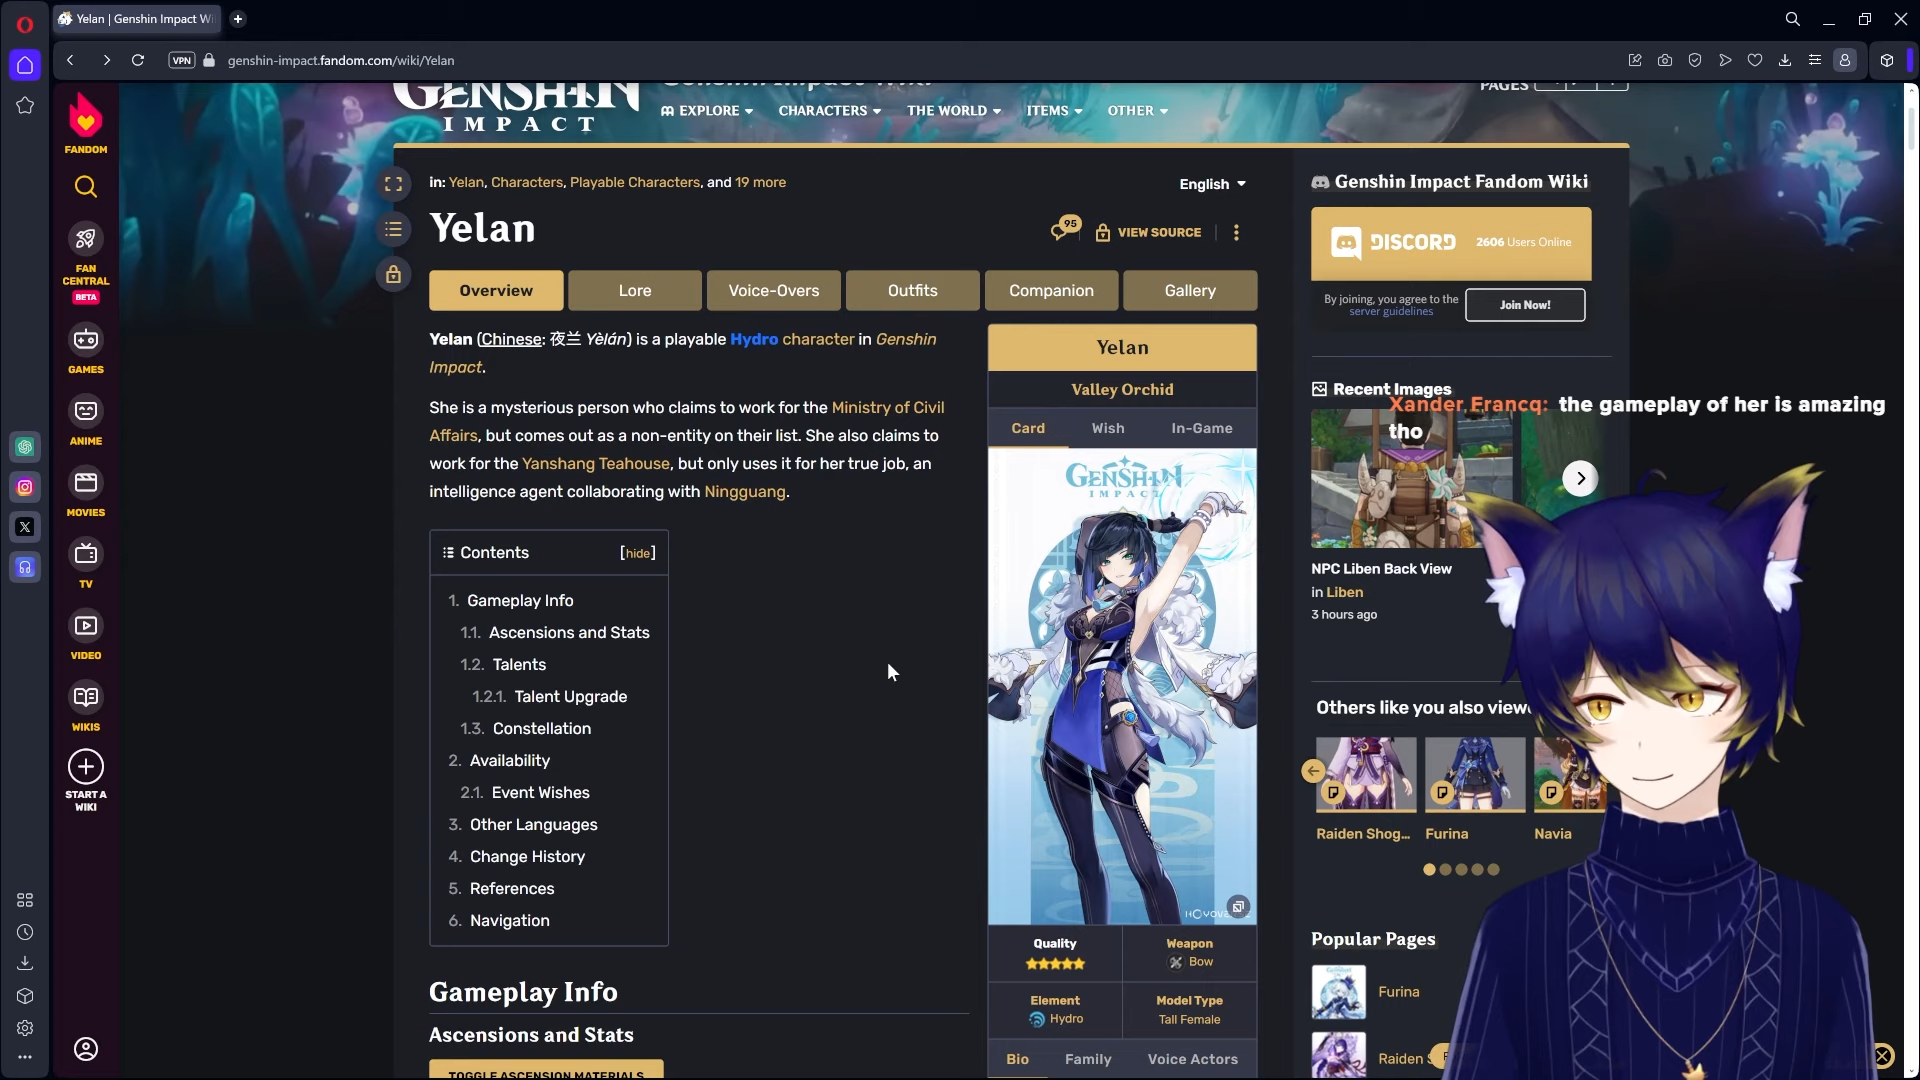 Yelan | Genshin Impact Wi
VPN
genshin-impact.fandom.com/wiki/Yelan
GENSHIN
IMPACT
Genshin Impact Wiki
EXPLORE
CHARACTERS
THE WORLD
ITEMS
OTHER
PAGES
FANDOM
FAN
CENTRAL
BETA
GAMES
ANIME
MOVIES
TV
VIDEO
WIKIS
START A
WIKI
in: Yelan, Characters, Playable Characters, and 19 more
English
Yelan
95
VIEW SOURCE
Overview
Lore
Voice-Overs
Outfits
Companion
Gallery
Yelan (Chinese: 夜兰 Yèlán) is a playable Hydro character in Genshin
Impact.
She is a mysterious person who claims to work for the Ministry of Civil
Affairs, but comes out as a non-entity on their list. She also claims to
work for the Yanshang Teahouse, but only uses it for her true job, an
intelligence agent collaborating with Ningguang.
Contents
[hide]
1. Gameplay Info
1.1. Ascensions and Stats
1.2. Talents
1.2.1. Talent Upgrade
1.3. Constellation
2. Availability
2.1. Event Wishes
3. Other Languages
4. Change History
5. References
6. Navigation
Gameplay Info
Ascensions and Stats
TOGGLE ASCENSION MATERIALS
Yelan
Valley Orchid
Card
Wish
In-Game
GENSHIN
IMPACT
Quality
Weapon
Bow
Element
Hydro
Model Type
Tall Female
Bio
Family
Voice Actors
Genshin Impact Fandom Wiki
DISCORD
2606 Users Online
By joining, you agree to the
server guidelines
Join Now!
Recent Images
Xander Francq: the gameplay of her is amazing
tho
NPC Liben Back View
in Liben
3 hours ago
Others like you also viewe
Raiden Shog...
Furina
Navia
Popular Pages
Furina
Raiden S